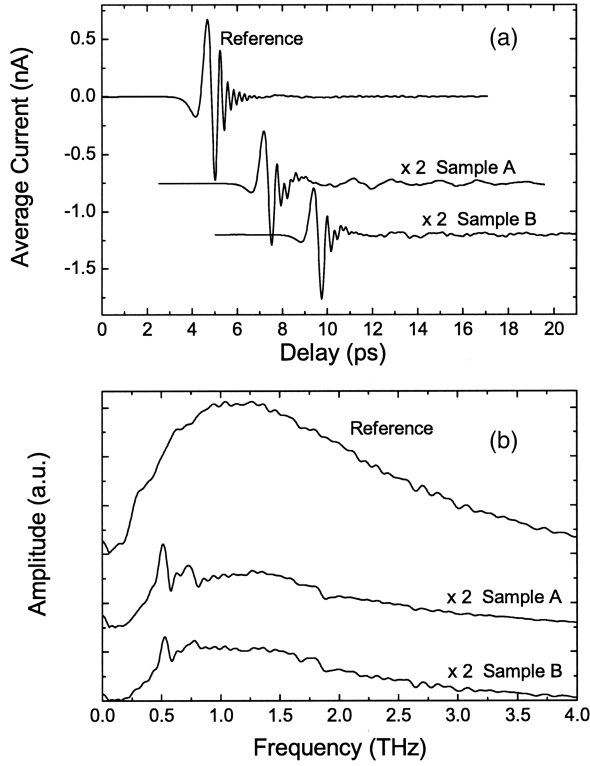 (a)
Reference
0.5
0.0
-0.5
-1.0
-1.5
x 2 Sample A
x 2 Sample B
Average Current (nA)
0 2 4 6 8 10 12 14 16 18 20
Delay (ps)
(b)
Reference
x 2 Sample A
x 2 Sample B
Amplitude (a.u.)
0.0 0.5 1.0 1.5 2.0 2.5 3.0 3.5 4.0
Frequency (THz)